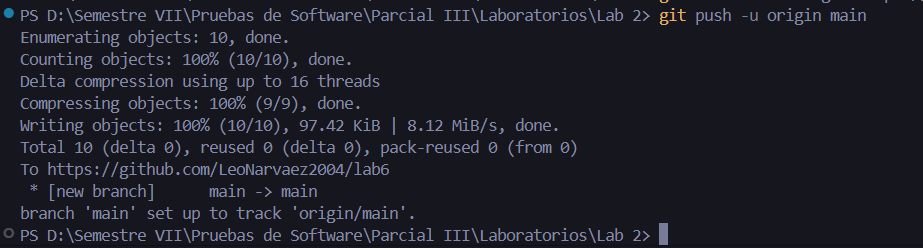 PS D:\Semestre VII\Pruebas de Software\Parcial III\Laboratorios\Lab 2> git push -u origin main
Enumerating objects: 10, done.
Counting objects: 100% (10/10), done.
Delta compression using up to 16 threads
Compressing objects: 100% (9/9), done.
Writing objects: 100% (10/10), 97.42 KiB | 8.12 MiB/s, done.
Total 10 (delta 0), reused 0 (delta 0), pack-reused 0 (from 0)
To https://github.com/LeoNarvaez2004/lab6
 * [new branch]      main -> main
branch 'main' set up to track 'origin/main'.
PS D:\Semestre VII\Pruebas de Software\Parcial III\Laboratorios\Lab 2>